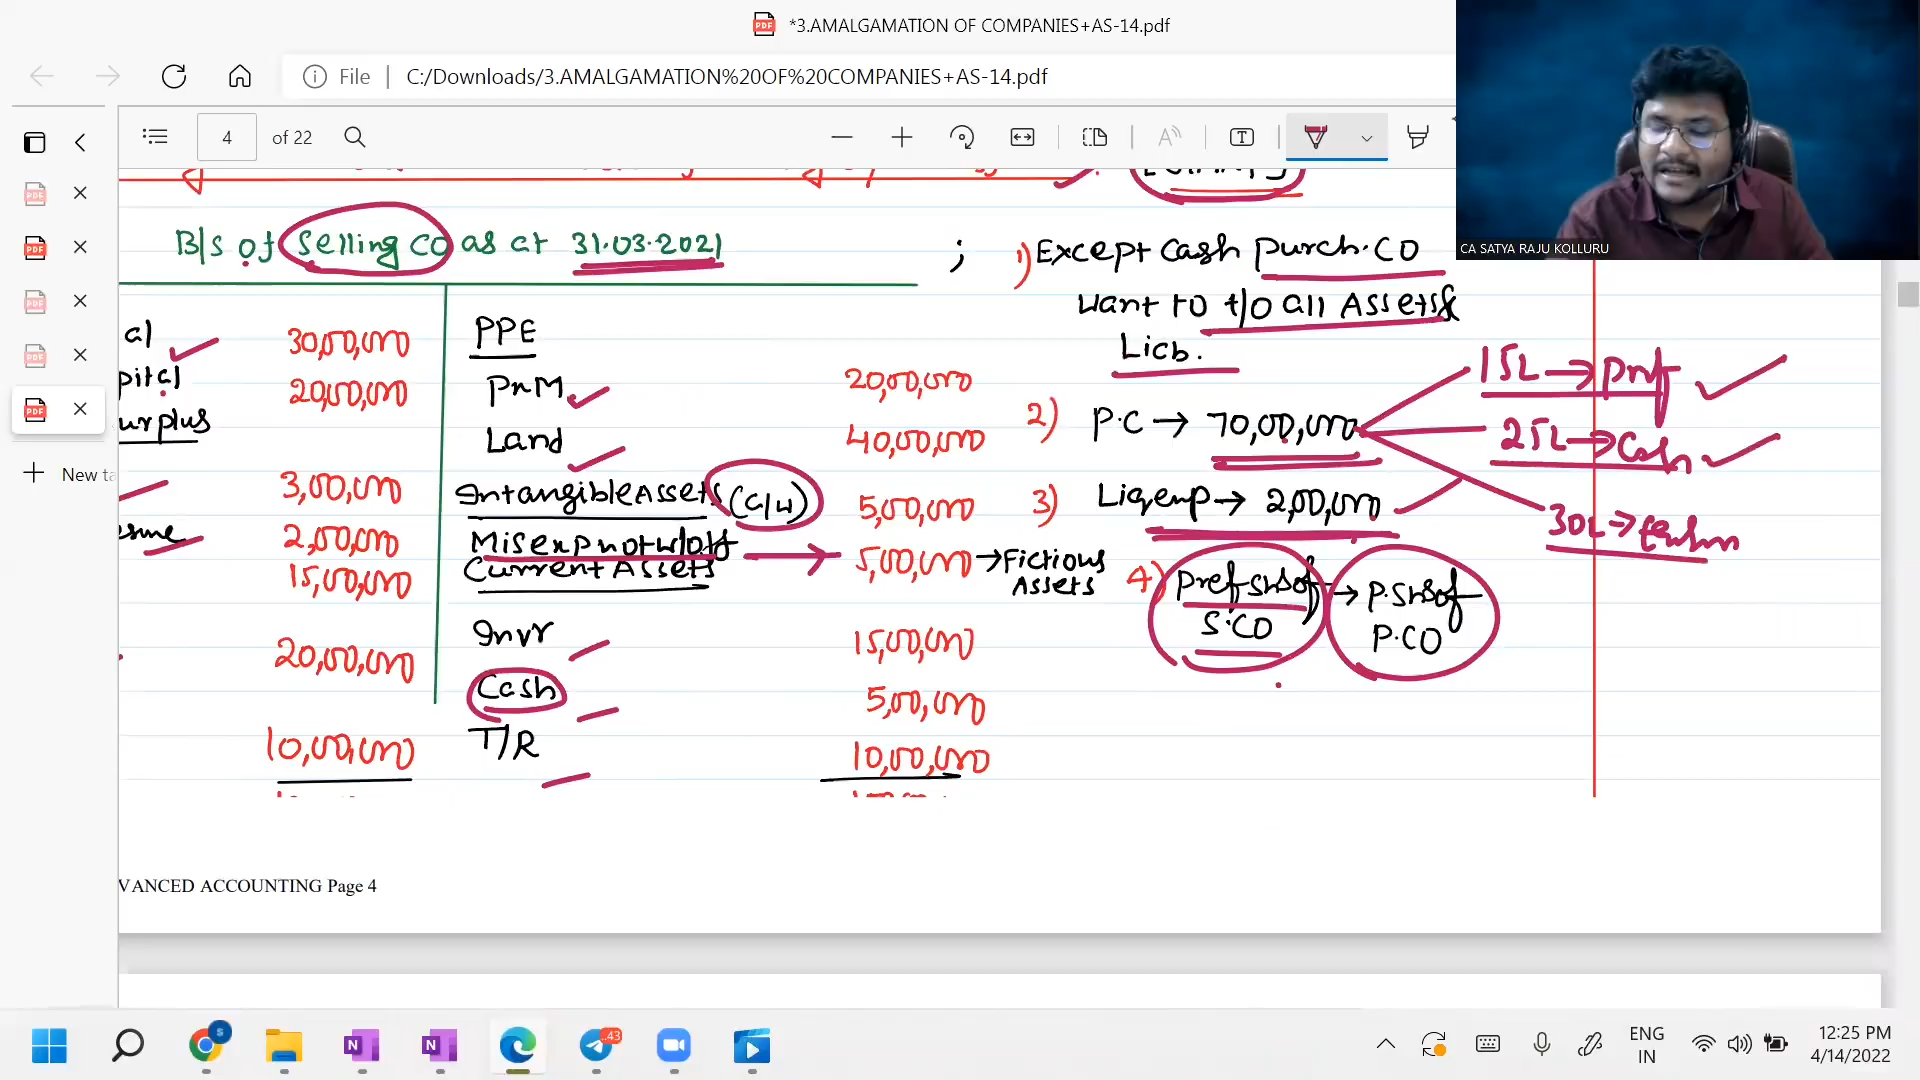 *3.AMALGAMATION OF COMPANIES+AS-14.pdf
File
C:/Downloads/3.AMALGAMATION%20OF%20COMPANIES+AS-14.pdf
4 of 22
CA SATYA RAJU KOLLURU
New ta
B/s of Selling CO as at 31.03.2021 ;
al 30,00,000 PPE
pital 20,00,000 PnM 20,00,000
urplus Land 40,00,000
3,00,000 Intangible Assets (G/W) 5,00,000
2,00,000 Mis exp not w/off 5,00,000 → Fictious Assets
15,00,000 Current Assets
Invr 15,00,000
20,00,000 Cash 5,00,000
10,00,000 T/R 10,00,000
1) Except Cash purch.CO
want to t/o all Assets &
Liab.
2) P.C → 70,00,000
15L → pref
25L → Cash
3) Liq exp → 2,00,000
4) pref shs of S.CO → P.shs of P.CO
VANCED ACCOUNTING Page 4
S
N
N
43
ENG
IN
12:25 PM
4/14/2022